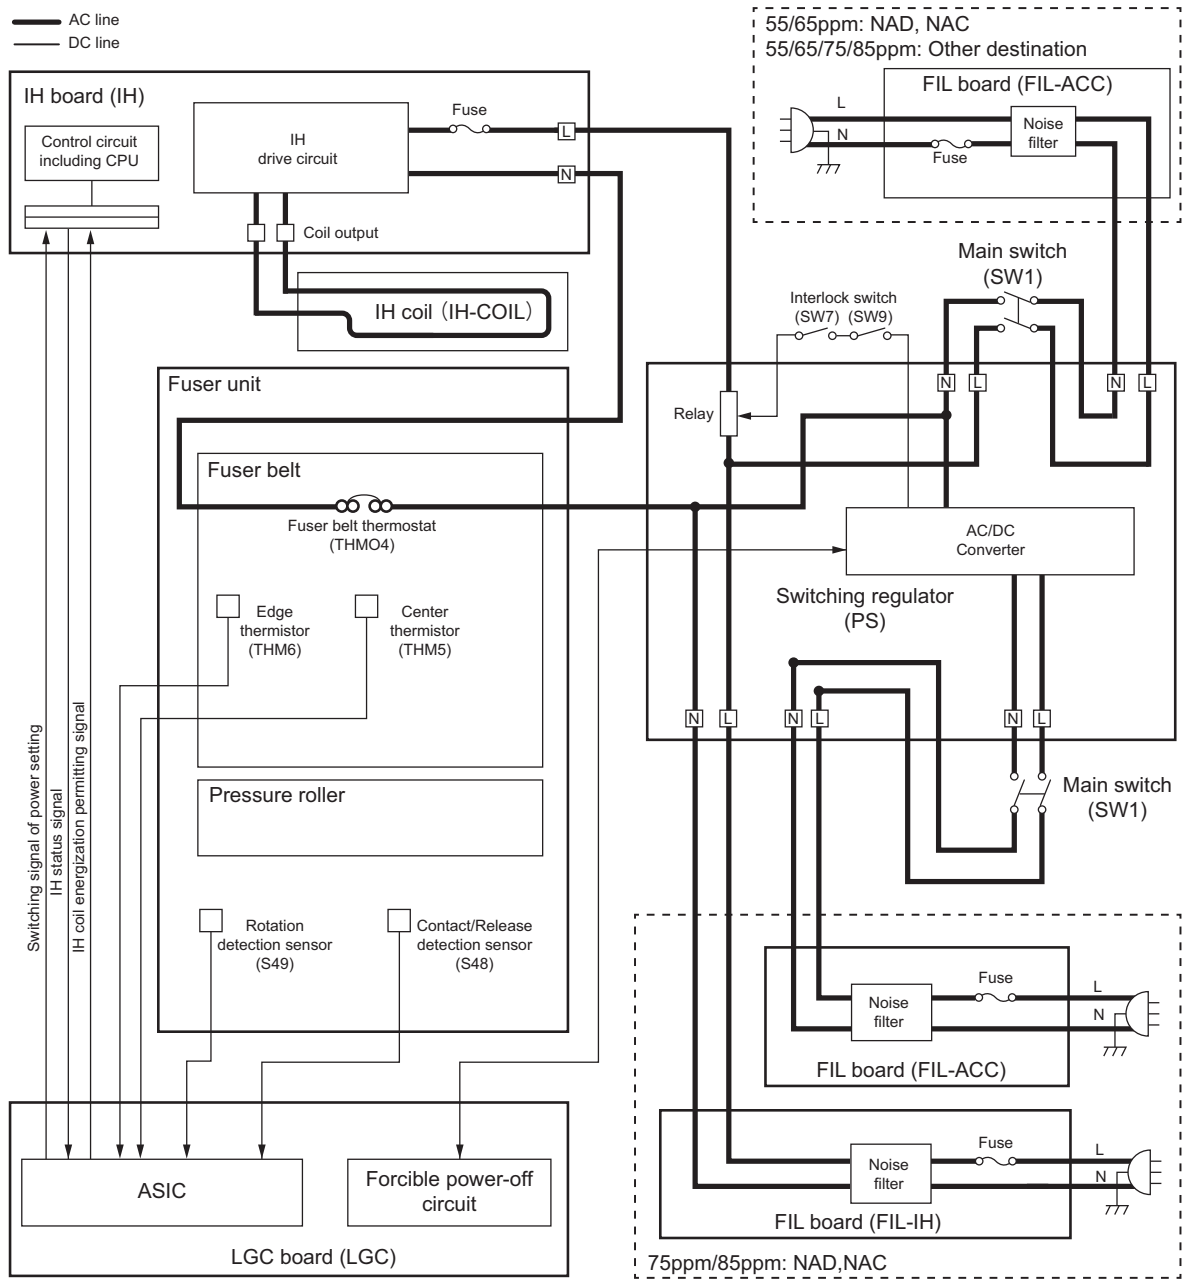 AC line
DC line
55/65ppm: NAD, NAC
55/65/75/85ppm: Other destination
FIL board (FIL-ACC)
L
N
Noise
filter
Fuse
IH board (IH)
Control circuit
including CPU
IH
drive circuit
Fuse
L
N
Coil output
IH coil (IH-COIL)
Main switch
(SW1)
Interlock switch
(SW7) (SW9)
N
L
N
L
Relay
Fuser unit
Fuser belt
Fuser belt thermostat
(THMO4)
AC/DC
Converter
Switching regulator
(PS)
Edge
thermistor
(THM6)
Center
thermistor
(THM5)
N
L
N
L
N
L
Main switch
(SW1)
Pressure roller
Switching signal of power setting
IH status signal
IH coil energization permitting signal
Rotation
detection sensor
(S49)
Contact/Release
detection sensor
(S48)
Noise
filter
Fuse
L
N
FIL board (FIL-ACC)
Noise
filter
Fuse
L
N
FIL board (FIL-IH)
75ppm/85ppm: NAD,NAC
ASIC
Forcible power-off
circuit
LGC board (LGC)